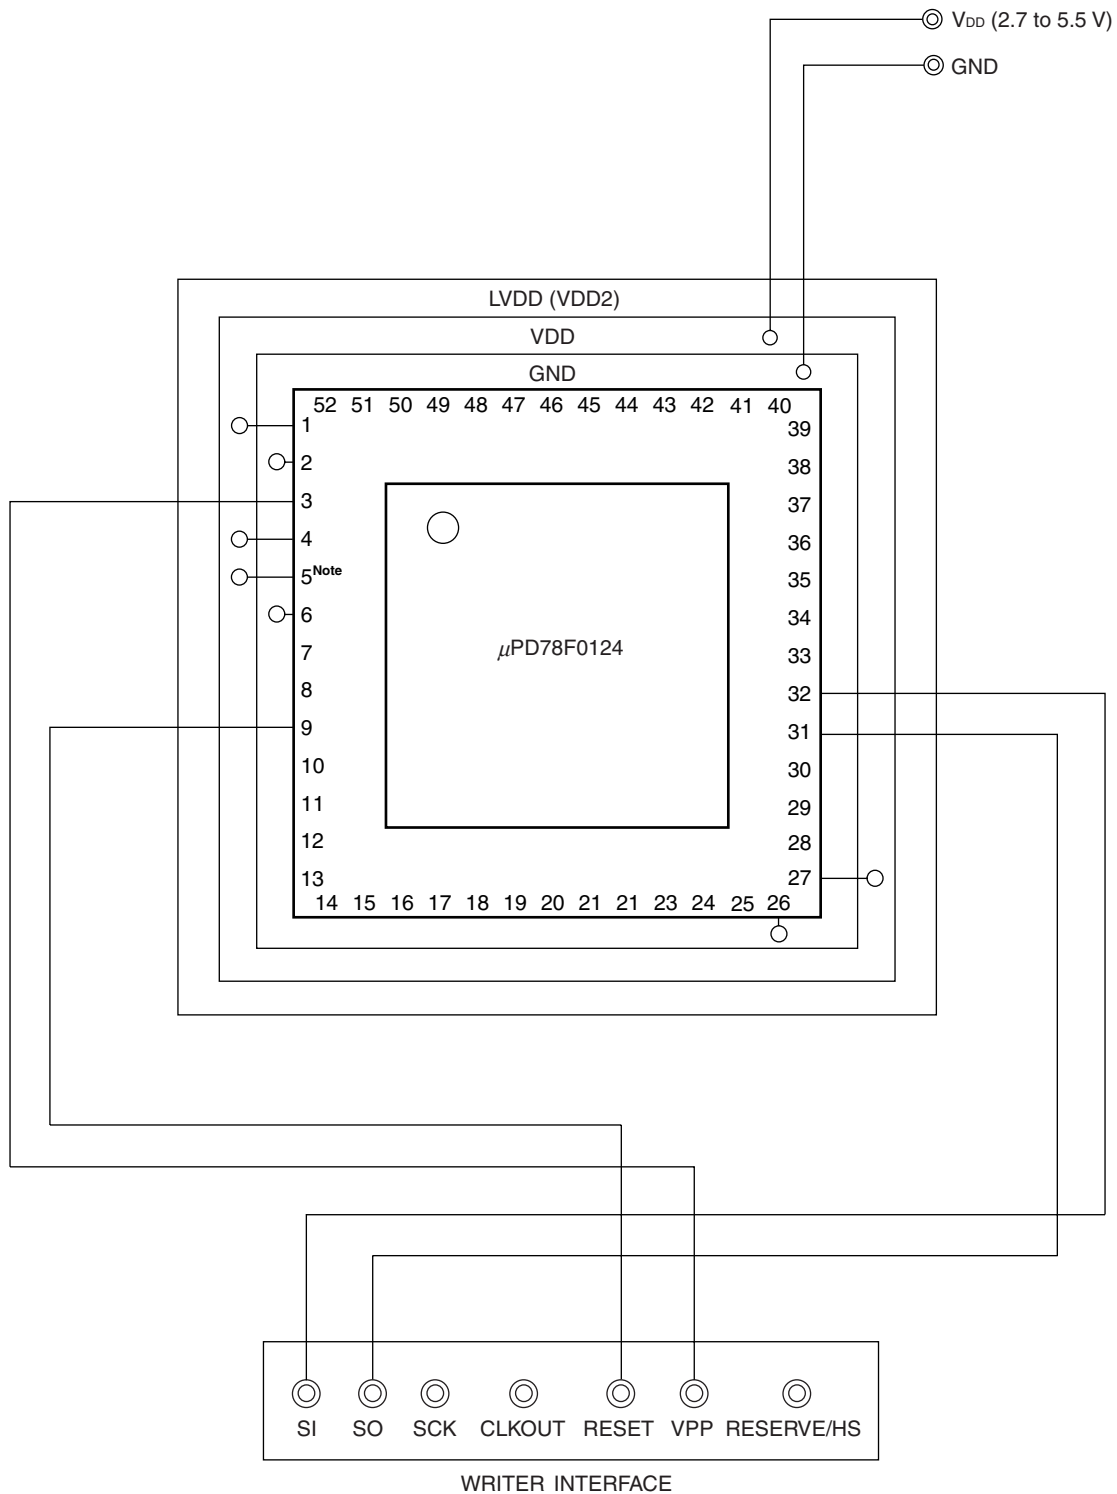 VDD (2.7 to 5.5 V)
GND
LVDD (VDD2)
VDD
GND
52 51 50 49 48 47 46 45 44 43 42 41 40
1 39
2 38
3 37
4 36
5Note 35
6 34
μPD78F0124
7 33
8 32
9 31
10 30
11 29
12 28
13 27
14 15 16 17 18 19 20 21 21 23 24 25 26
SI SO SCK CLKOUT RESET VPP RESERVE/HS
WRITER INTERFACE